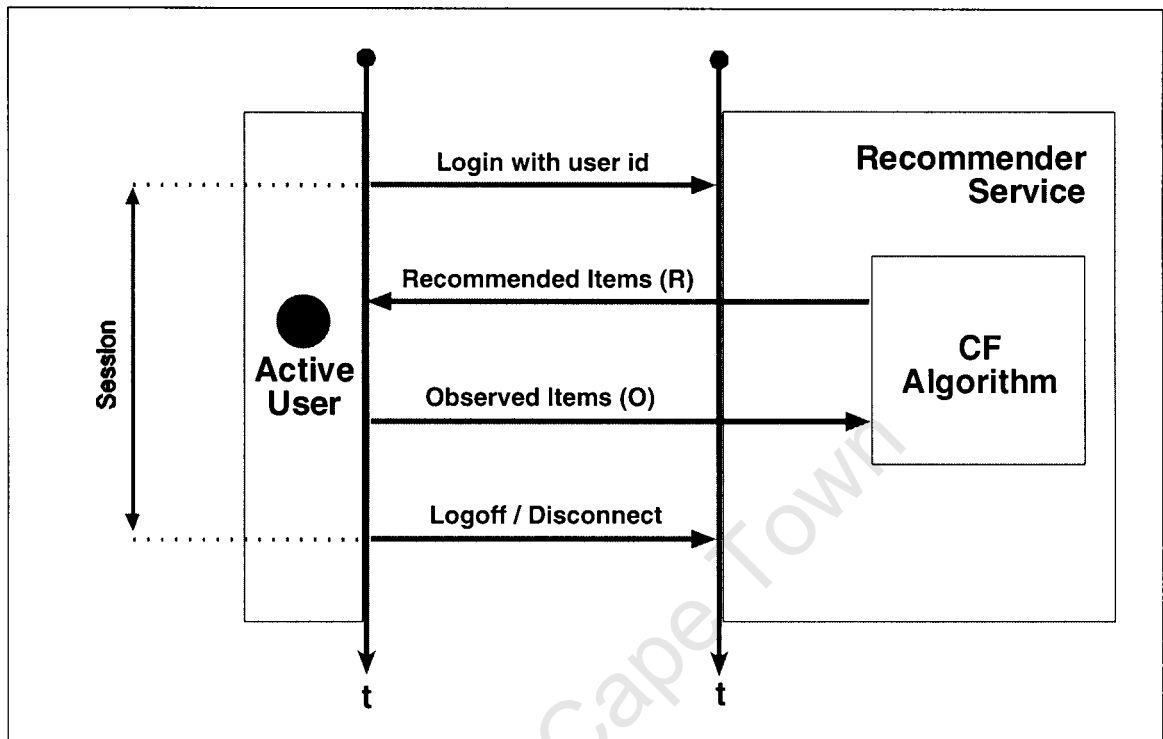 Login with user id
Recommender
Service
Recommended Items (R)
Session
Active
User
CF
Algorithm
Observed Items (O)
Logoff / Disconnect
t
t
Cape Town